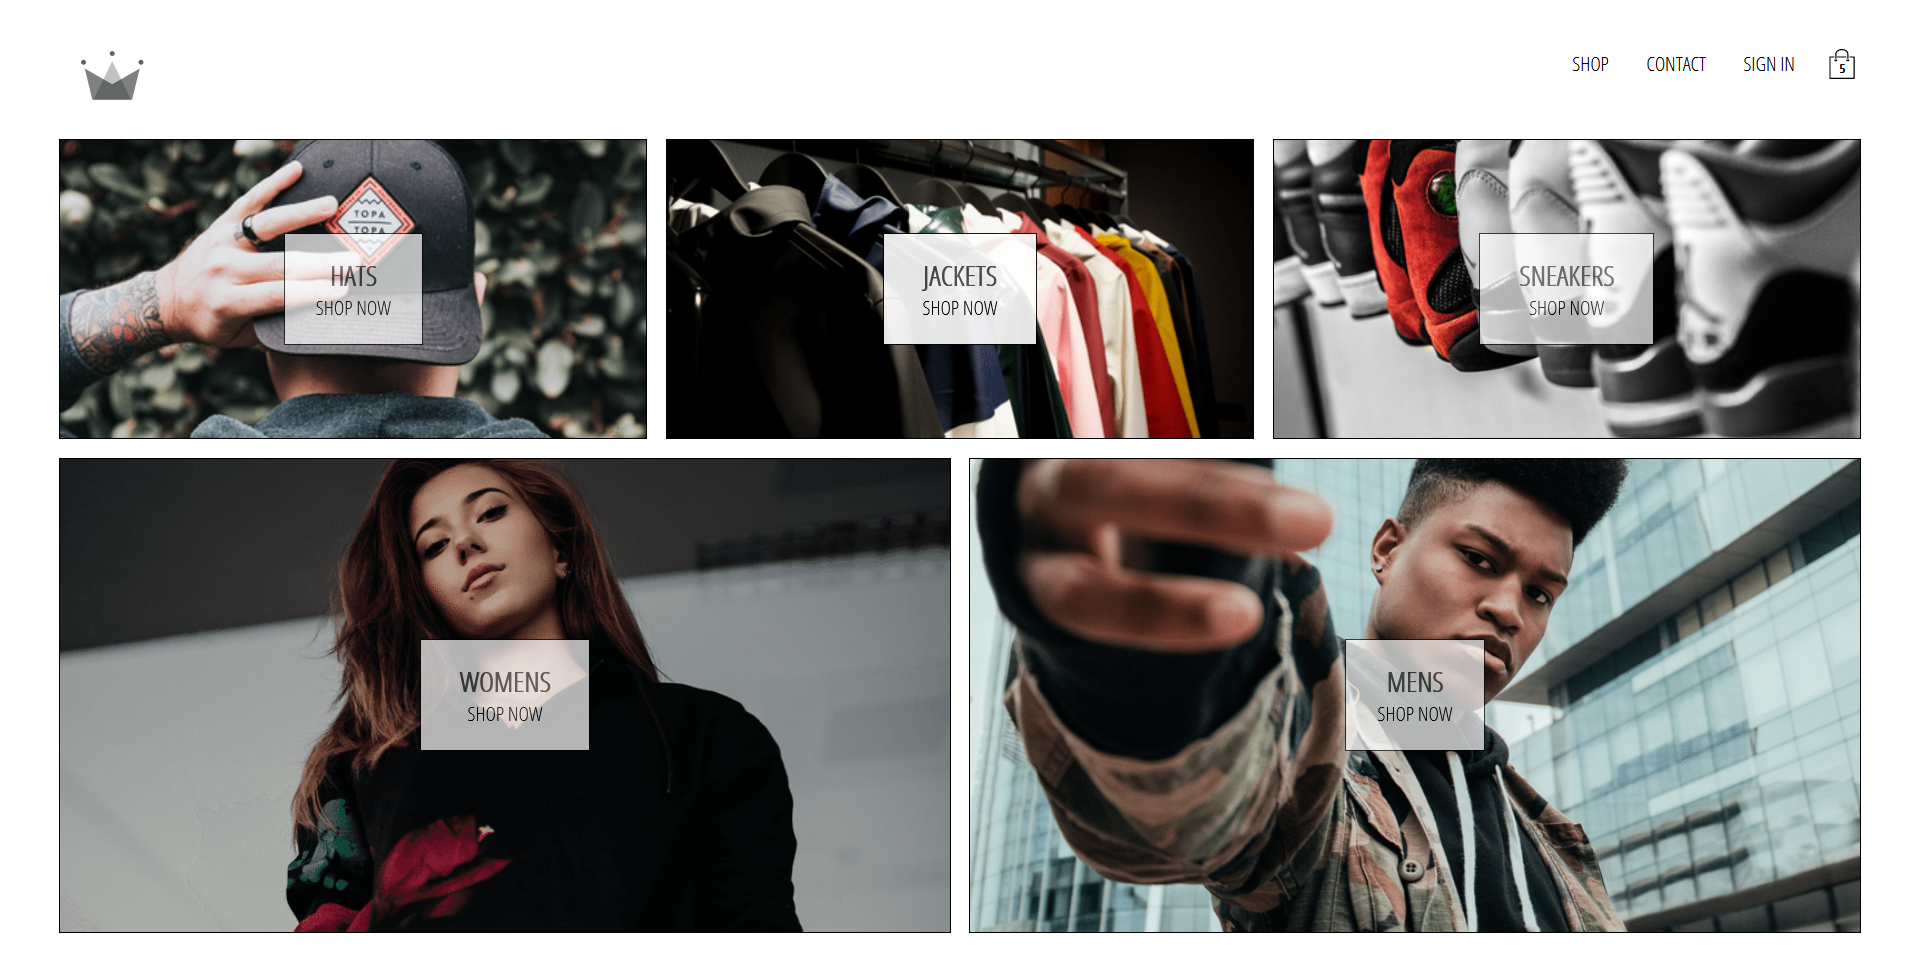 SHOP
CONTACT
SIGN IN
5
TOPA
TOPA
HATS
SHOP NOW
JACKETS
SHOP NOW
SNEAKERS
SHOP NOW
WOMENS
SHOP NOW
MENS
SHOP NOW